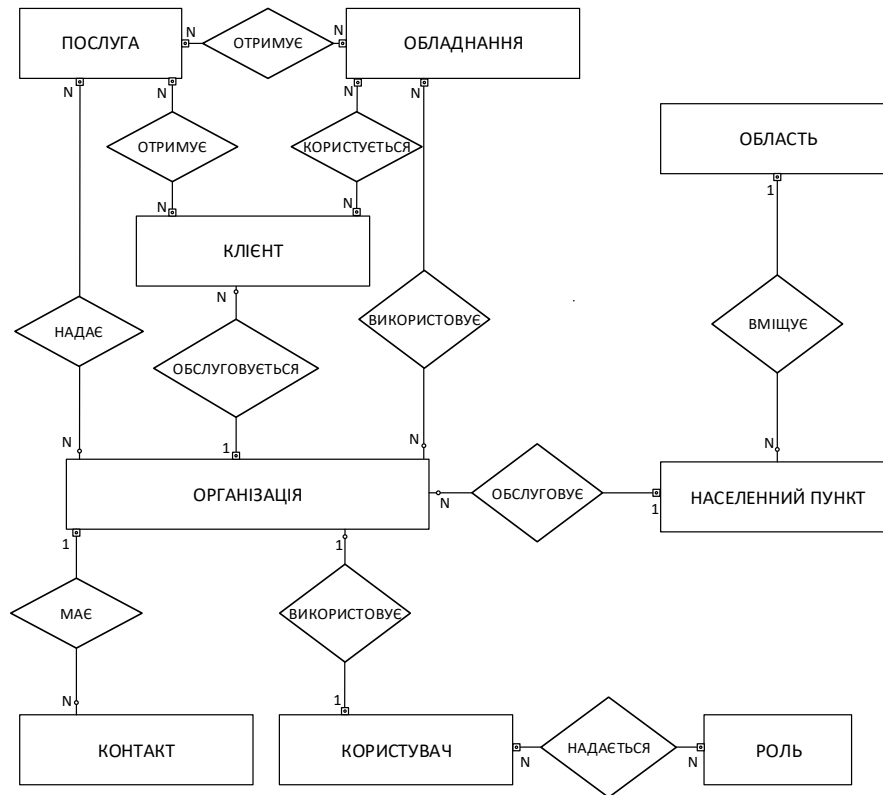 ПОСЛУГА
N
ОТРИМУЄ
N
ОБЛАДНАННЯ
N
N
N
N
ОТРИМУЄ
КОРИСТУЄТЬСЯ
ОБЛАСТЬ
1
N
N
КЛІЄНТ
N
НАДАЄ
ОБСЛУГОВУЄТЬСЯ
ВИКОРИСТОВУЄ
ВМІЩУЄ
N
1
N
N
ОРГАНІЗАЦІЯ
N
ОБСЛУГОВУЄ
1
НАСЕЛЕННИЙ ПУНКТ
1
1
МАЄ
ВИКОРИСТОВУЄ
N
1
КОНТАКТ
КОРИСТУВАЧ
N
НАДАЄТЬСЯ
N
РОЛЬ